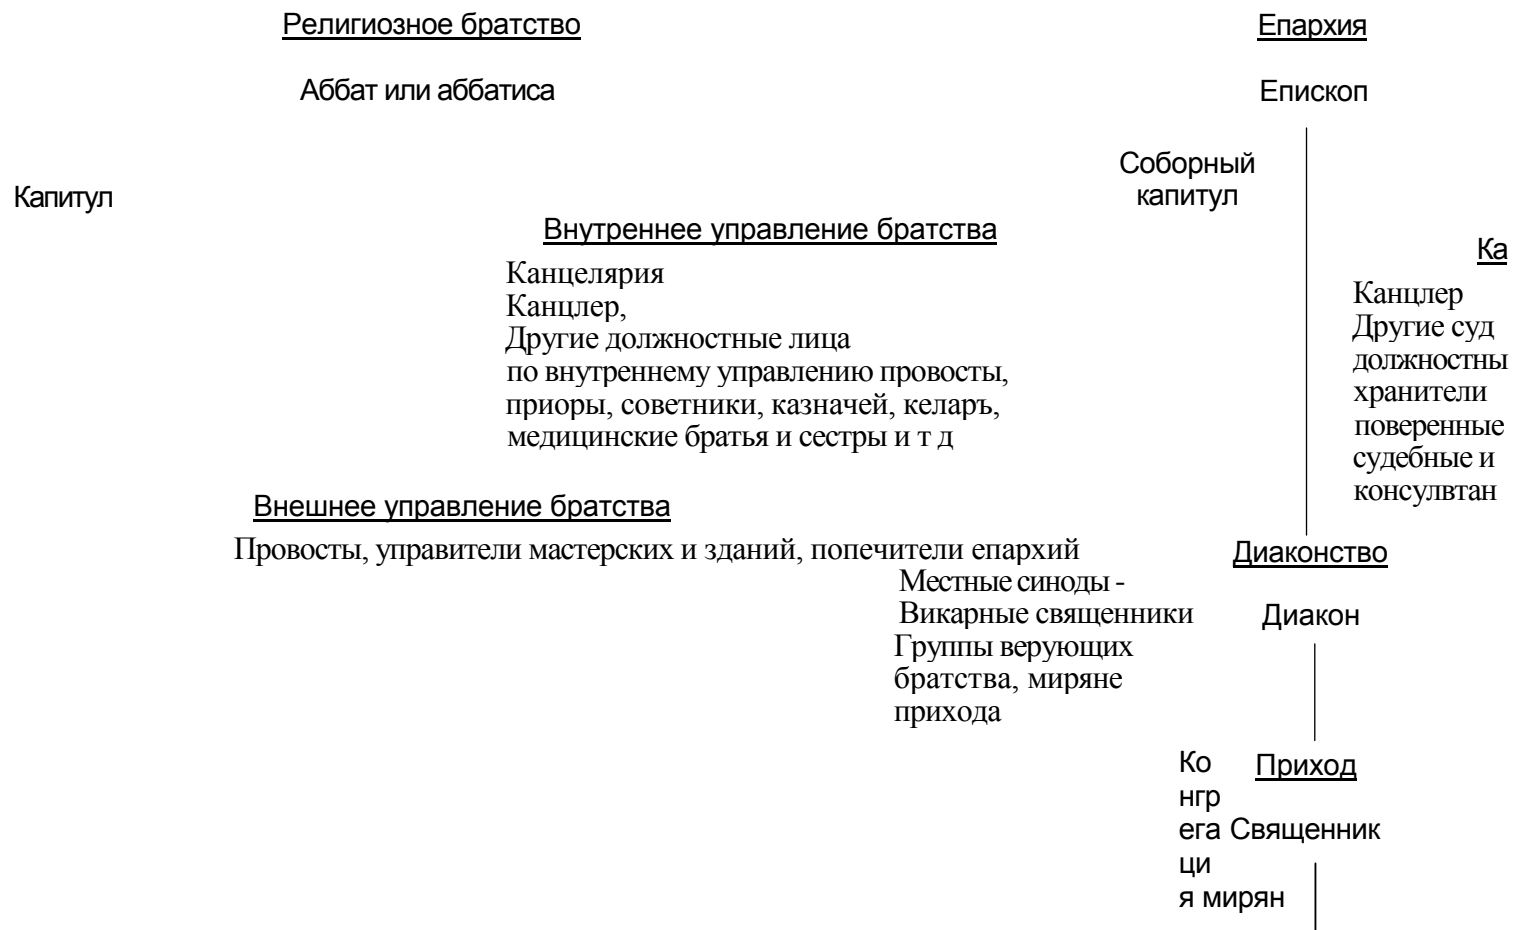 Религиозное братство
Епархия
Аббат или аббатиса
Епископ
Соборный
капитул
Капитул
Внутреннее управление братства
Канцелярия
Канцлер,
Другие должностные лица
по внутреннему управлению провосты,
приоры, советники, казначей, келаръ,
медицинские братья и сестры и т д
Ка
Канцлер
Другие суд
должностны
хранители
поверенные
судебные и
консулвтан
Внешнее управление братства
Провосты, управители мастерских и зданий, попечители епархий
Диаконство
Местные синоды -
Викарные священники
Диакон
Группы верующих
братства, миряне
прихода
Приход
Священник
Ко
нгр
ега
ци
я мирян